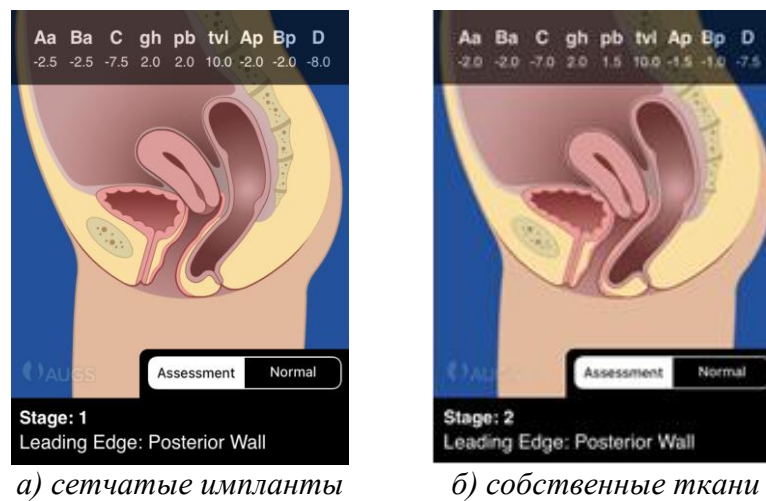 Aa Ba C gh pb tvl Ap Bp D
-2.5 -2.5 -7.5 2.0 2.0 10.0 -2.0 -2.0 -8.0
AUGS
Assessment Normal
Stage: 1
Leading Edge: Posterior Wall
а) сетчатые импланты
Aa Ba C gh pb tvl Ap Bp D
-2.0 -2.0 -7.0 2.0 1.5 10.0 -1.5 -1.0 -7.5
Assessment Normal
Stage: 2
Leading Edge: Posterior Wall
б) собственные ткани